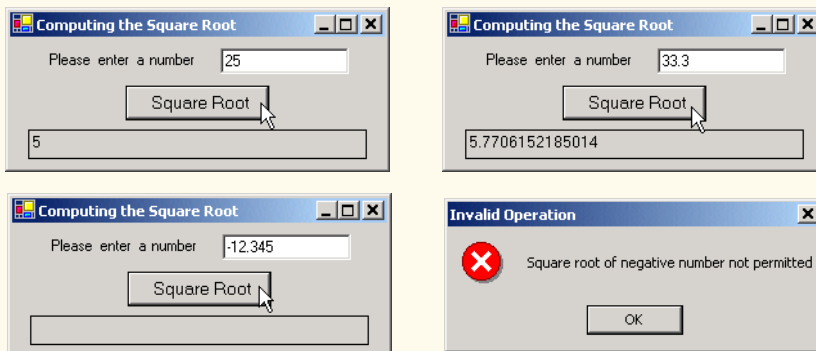 Computing the Square Root
Please enter a number 25
Square Root
5
Computing the Square Root
Please enter a number 33.3
Square Root
5.7706152185014
Computing the Square Root
Please enter a number -12.345
Square Root
Invalid Operation
Square root of negative number not permitted
OK